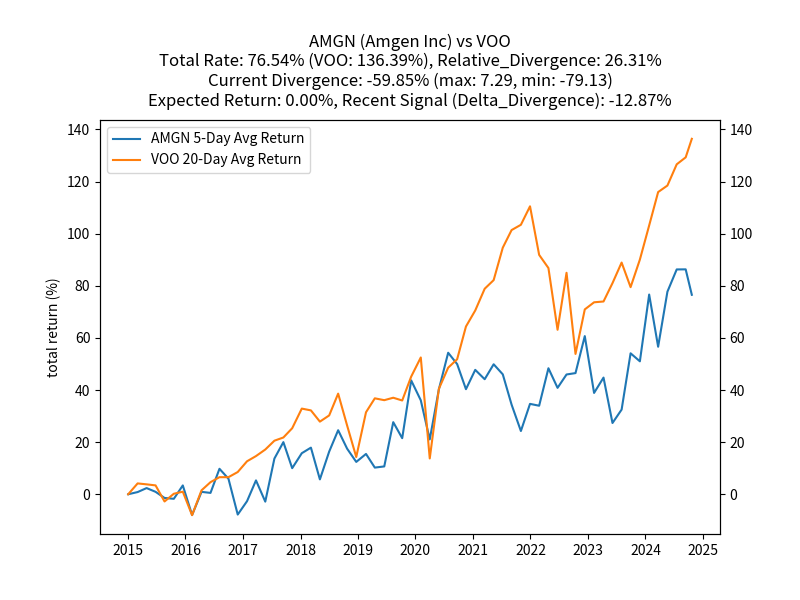 AMGN (Amgen Inc) vs VOO
Total Rate: 76.54% (VOO: 136.39%), Relative_Divergence: 26.31%
Current Divergence: -59.85% (max: 7.29, min: -79.13)
Expected Return: 0.00%, Recent Signal (Delta_Divergence): -12.87%
AMGN 5-Day Avg Return
VOO 20-Day Avg Return
total return (%)
140
120
100
80
60
40
20
0
140
120
100
80
60
40
20
0
2015 2016 2017 2018 2019 2020 2021 2022 2023 2024 2025